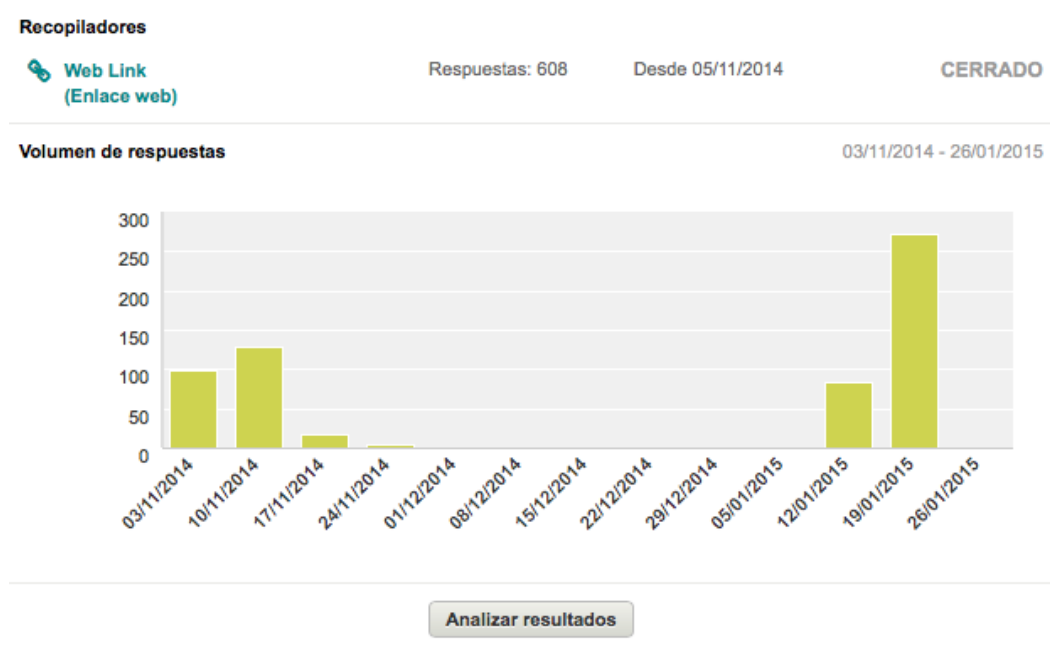 Recopiladores
Web Link Respuestas: 608 Desde 05/11/2014 CERRADO
(Enlace web)
Volumen de respuestas 03/11/2014 - 26/01/2015
300
250
200
150
100
50
0
03/11/2014 10/11/2014 17/11/2014 24/11/2014 01/12/2014 08/12/2014 15/12/2014 22/12/2014 29/12/2014 05/01/2015 12/01/2015 19/01/2015 26/01/2015
Analizar resultados